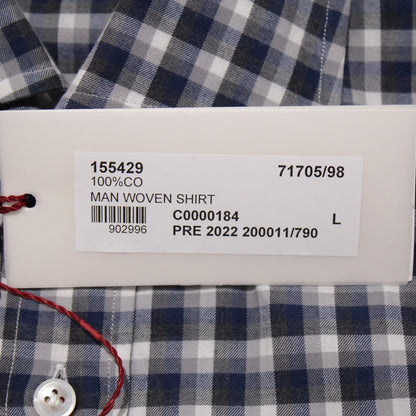 155429 71705/98
100%CO
MAN WOVEN SHIRT
C0000184 L
902996 PRE 2022 200011/790